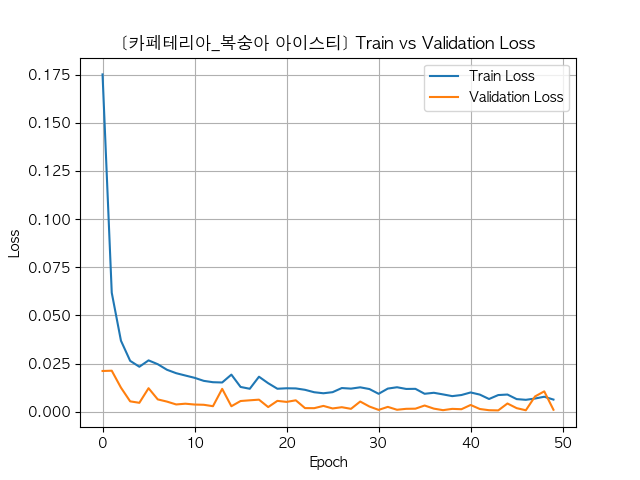 [카페테리아_복숭아 아이스티] Train vs Validation Loss
Train Loss
Validation Loss
Loss
0.175
0.150
0.125
0.100
0.075
0.050
0.025
0.000
0
10
20
30
40
50
Epoch